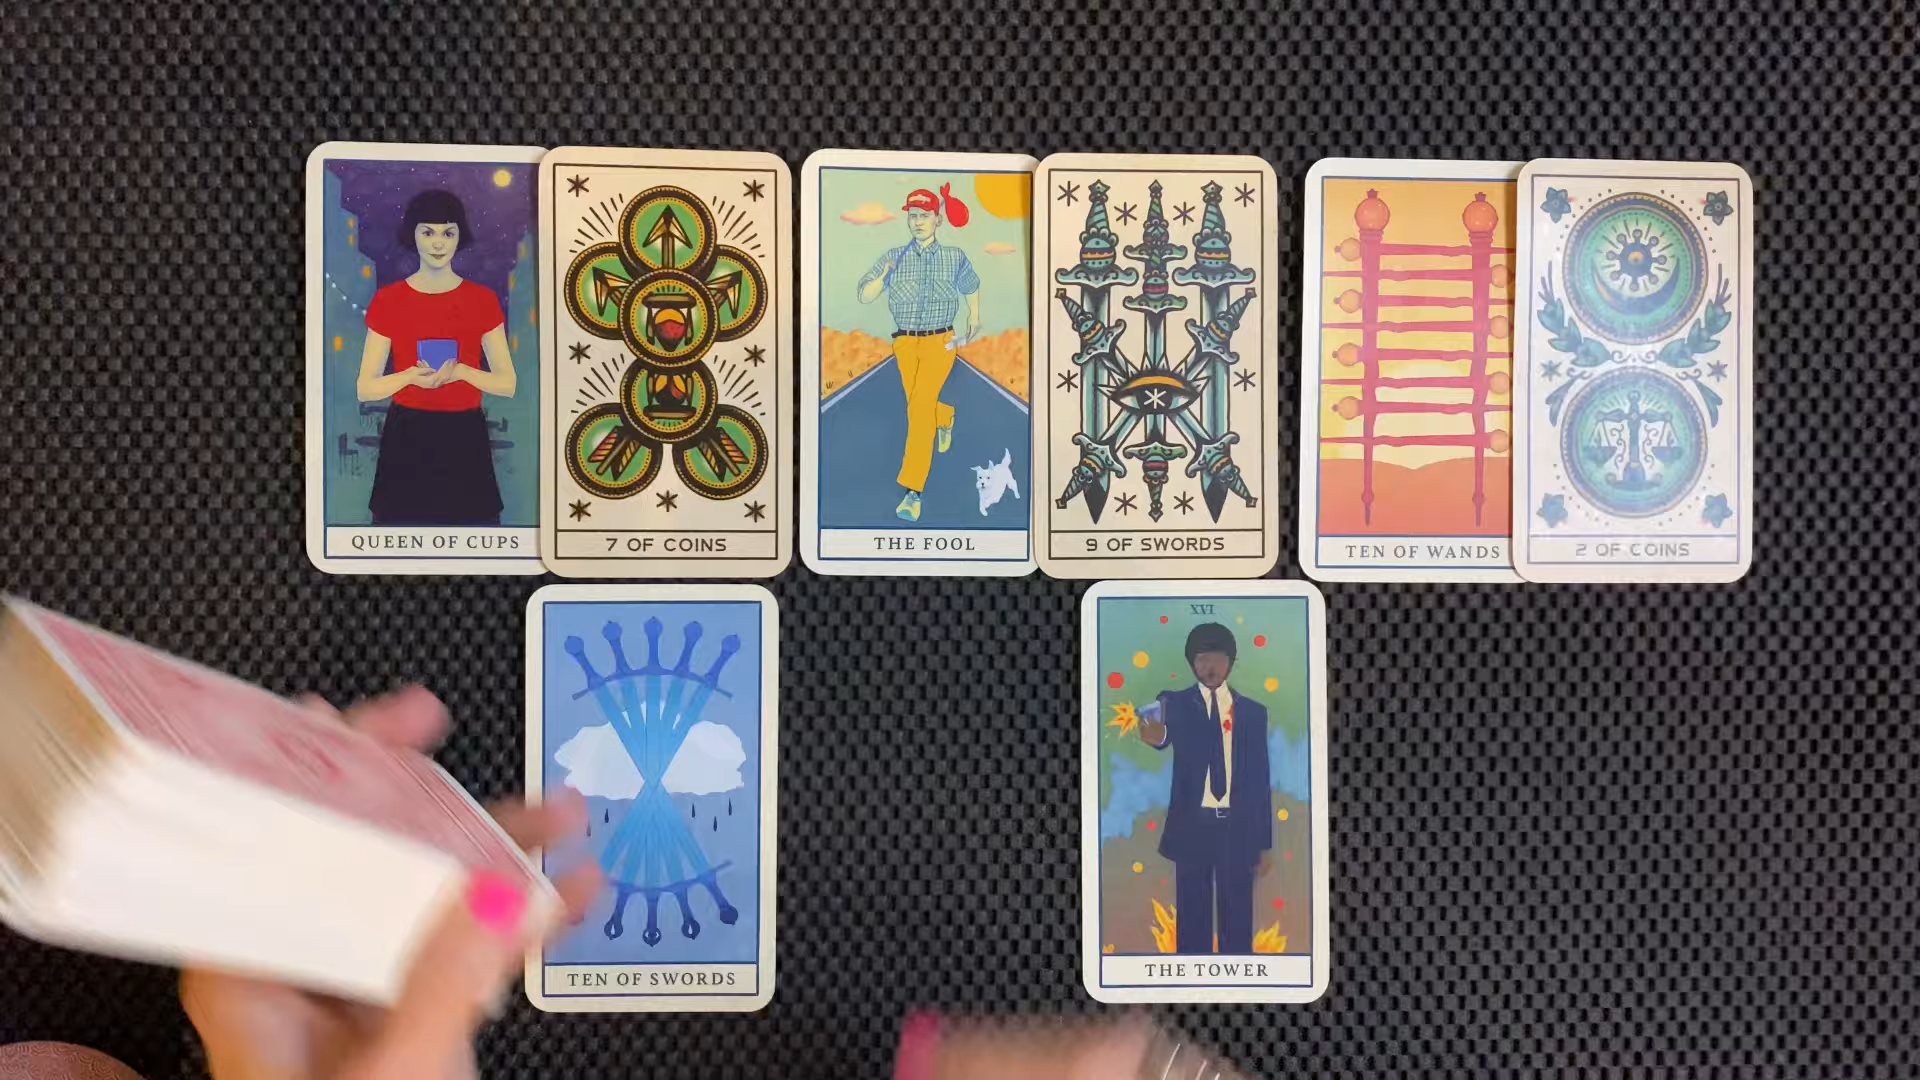 QUEEN OF CUPS
7 OF COINS
THE FOOL
9 OF SWORDS
TEN OF WANDS
2 OF COINS
TEN OF SWORDS
XVI
THE TOWER